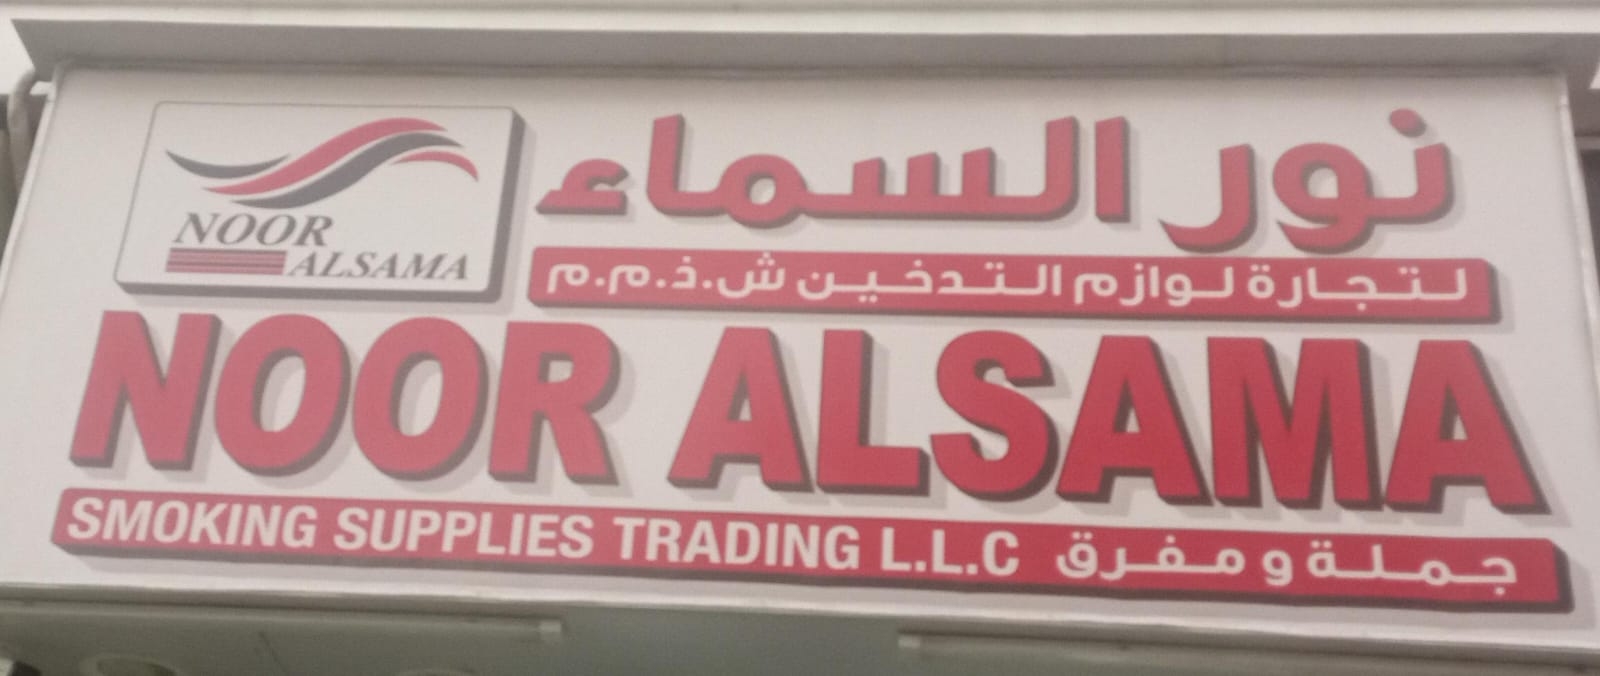 NOOR
ALSAMA
نور السماء
لتجارة لوازم التدخين ش.ذ.م.م
NOOR ALSAMA
SMOKING SUPPLIES TRADING L.L.C جملة و مفرق